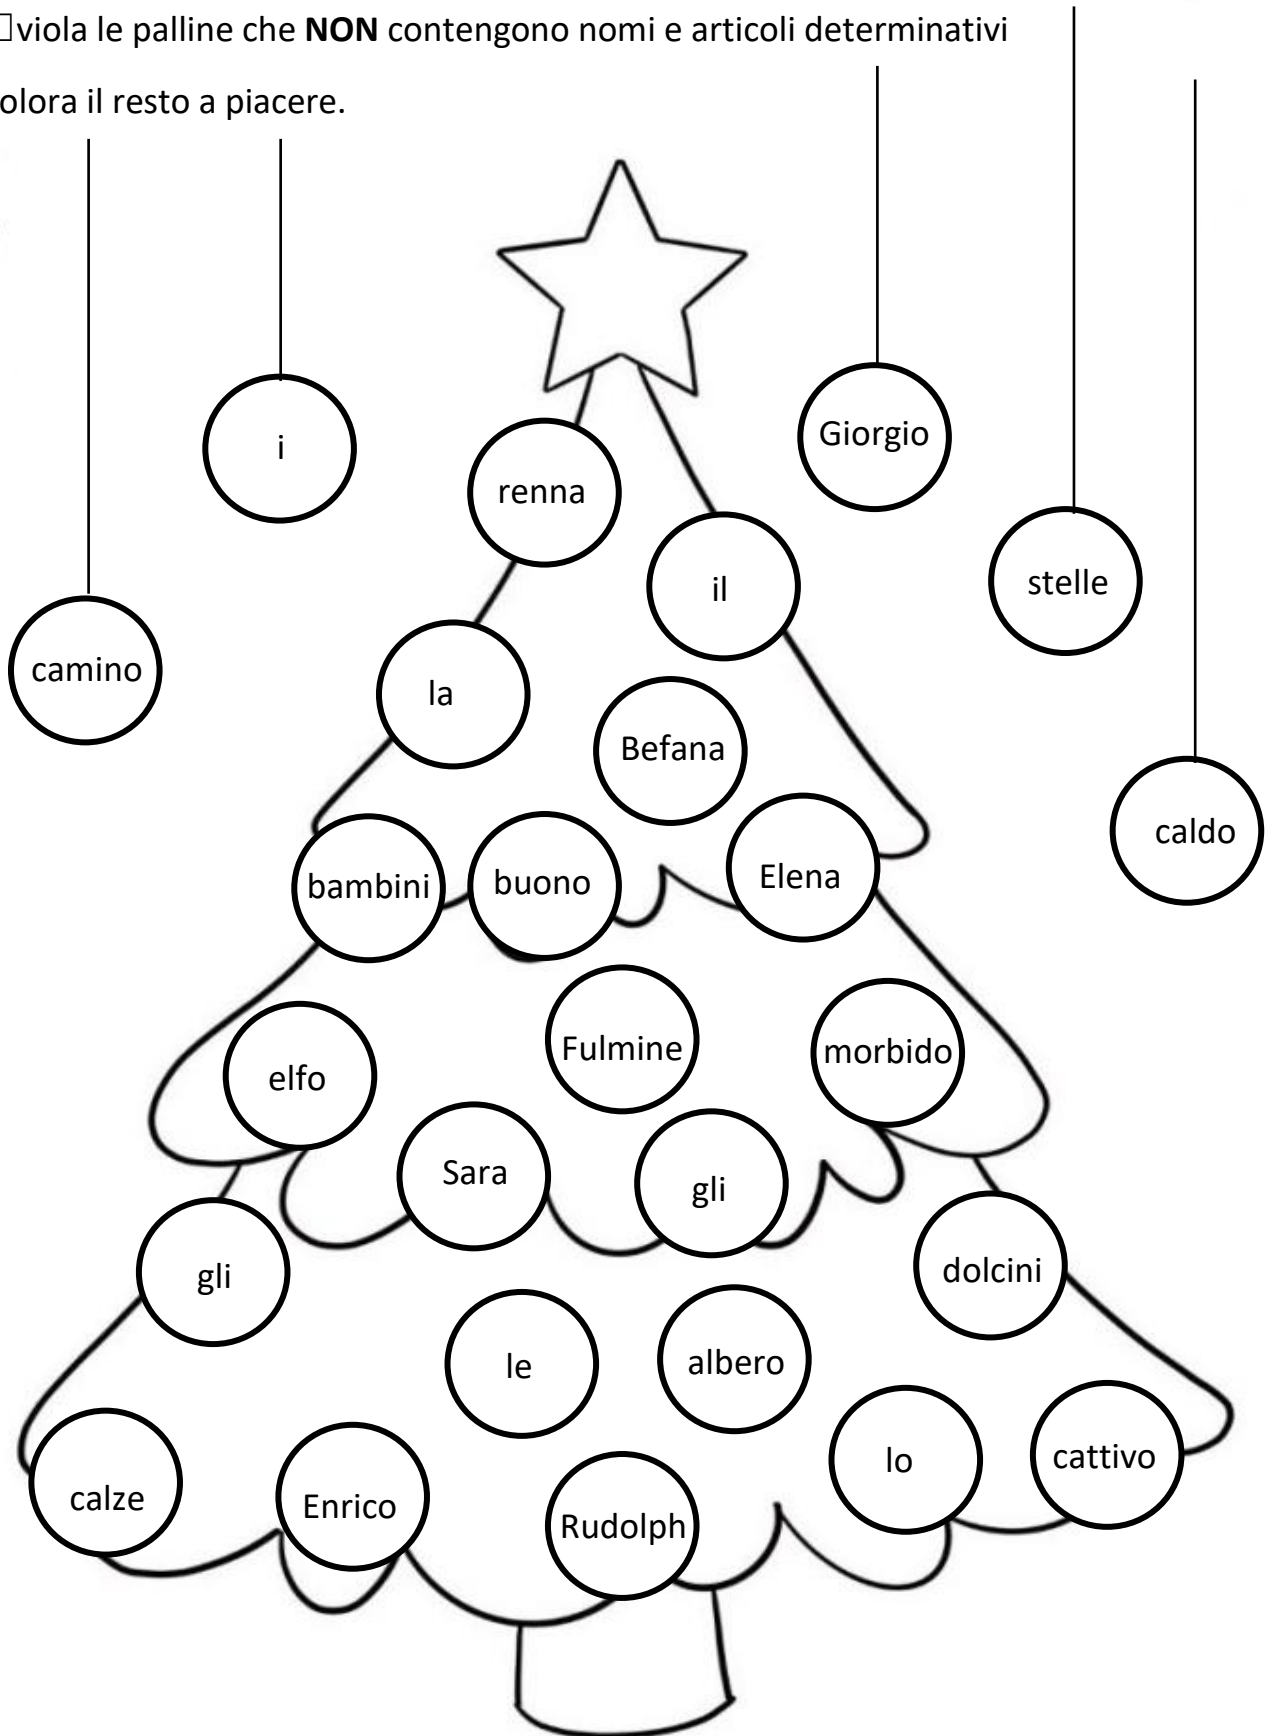 viola le palline che NON contengono nomi e articoli determinativi
olora il resto a piacere.
Giorgio
i
renna
stelle
il
camino
la
Befana
caldo
bambini
buono
Elena
Fulmine
morbido
elfo
Sara
gli
gli
dolcini
le
albero
lo
cattivo
calze
Enrico
Rudolph